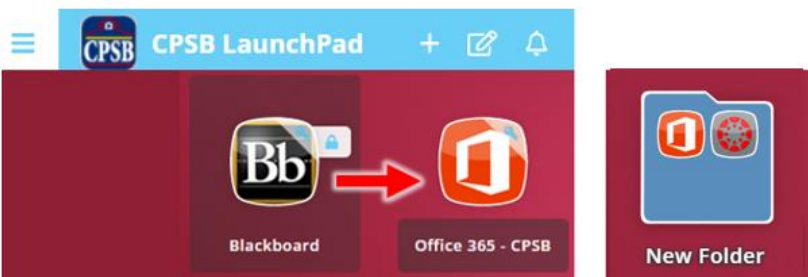 CPSB CPSB LaunchPad
Bb
Blackboard
Office 365 - CPSB
New Folder